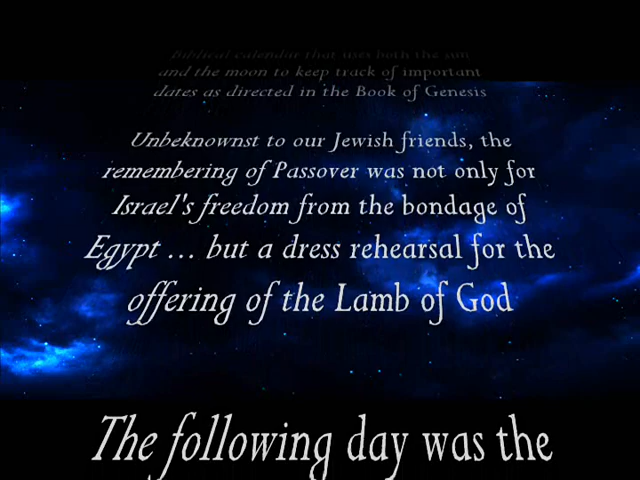 Biblical calendar that uses both the sun
and the moon to keep track of important
dates as directed in the Book of Genesis
Unbeknownst to our Jewish friends, the
remembering of Passover was not only for
Israel's freedom from the bondage of
Egypt ... but a dress rehearsal for the
offering of the Lamb of God
The following day was the